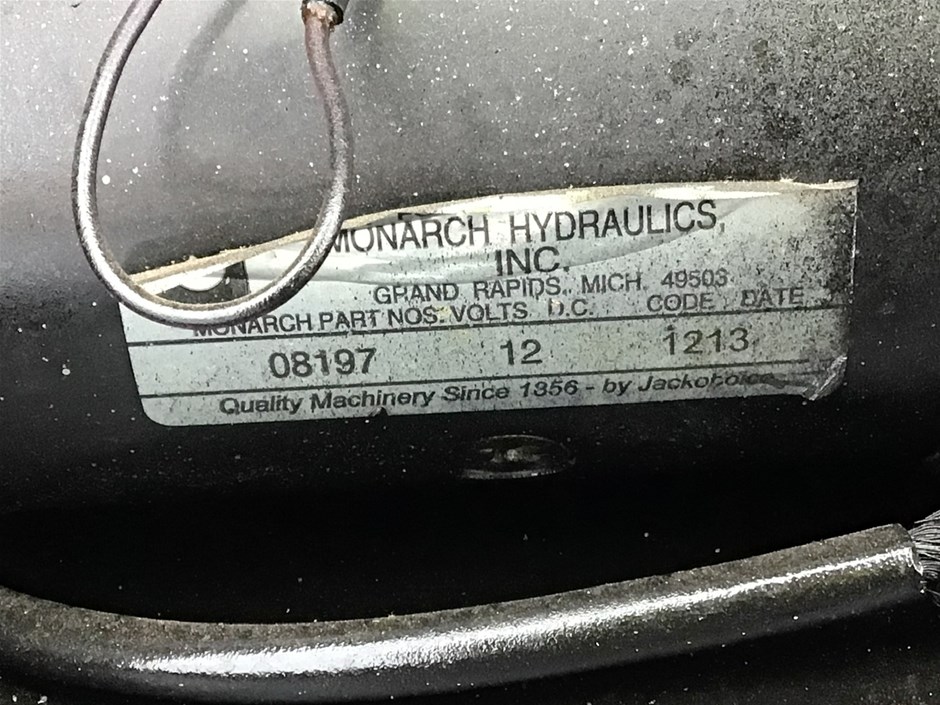 MONARCH HYDRAULICS,
INC.
GRAND RAPIDS, MICH. 49503
MONARCH PART NOS. VOLTS D.C. CODE DATE
08197 12 1213
Quality Machinery Since 1856 - by